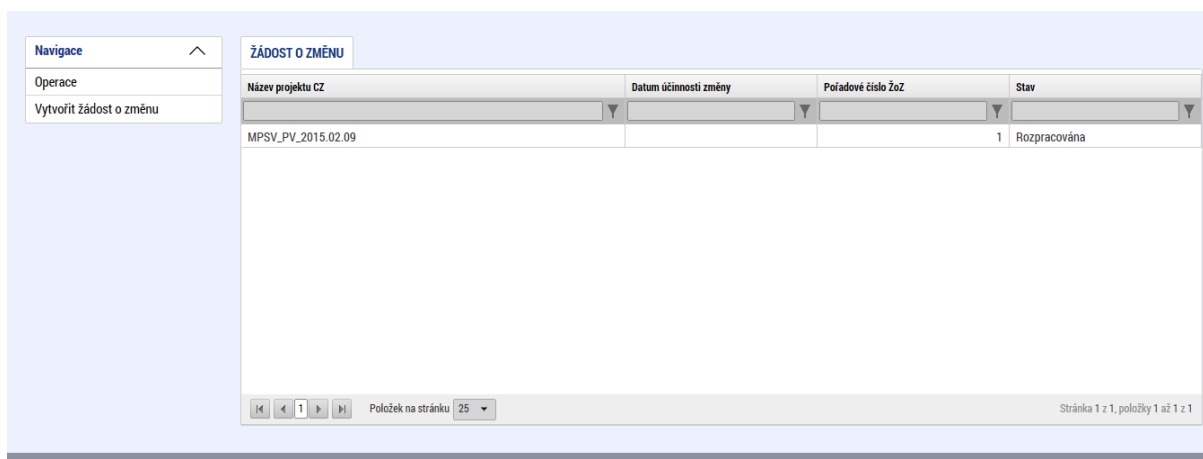 Navigace
Operace
Vytvořit žádost o změnu
ŽÁDOST O ZMĚNU
Název projektu CZ Datum účinnosti změny Pořadové číslo ŽoZ Stav
MPSV_PV_2015.02.09 1 Rozpracována
1 Položek na stránku 25 Stránka 1 z 1, položky 1 až 1 z 1